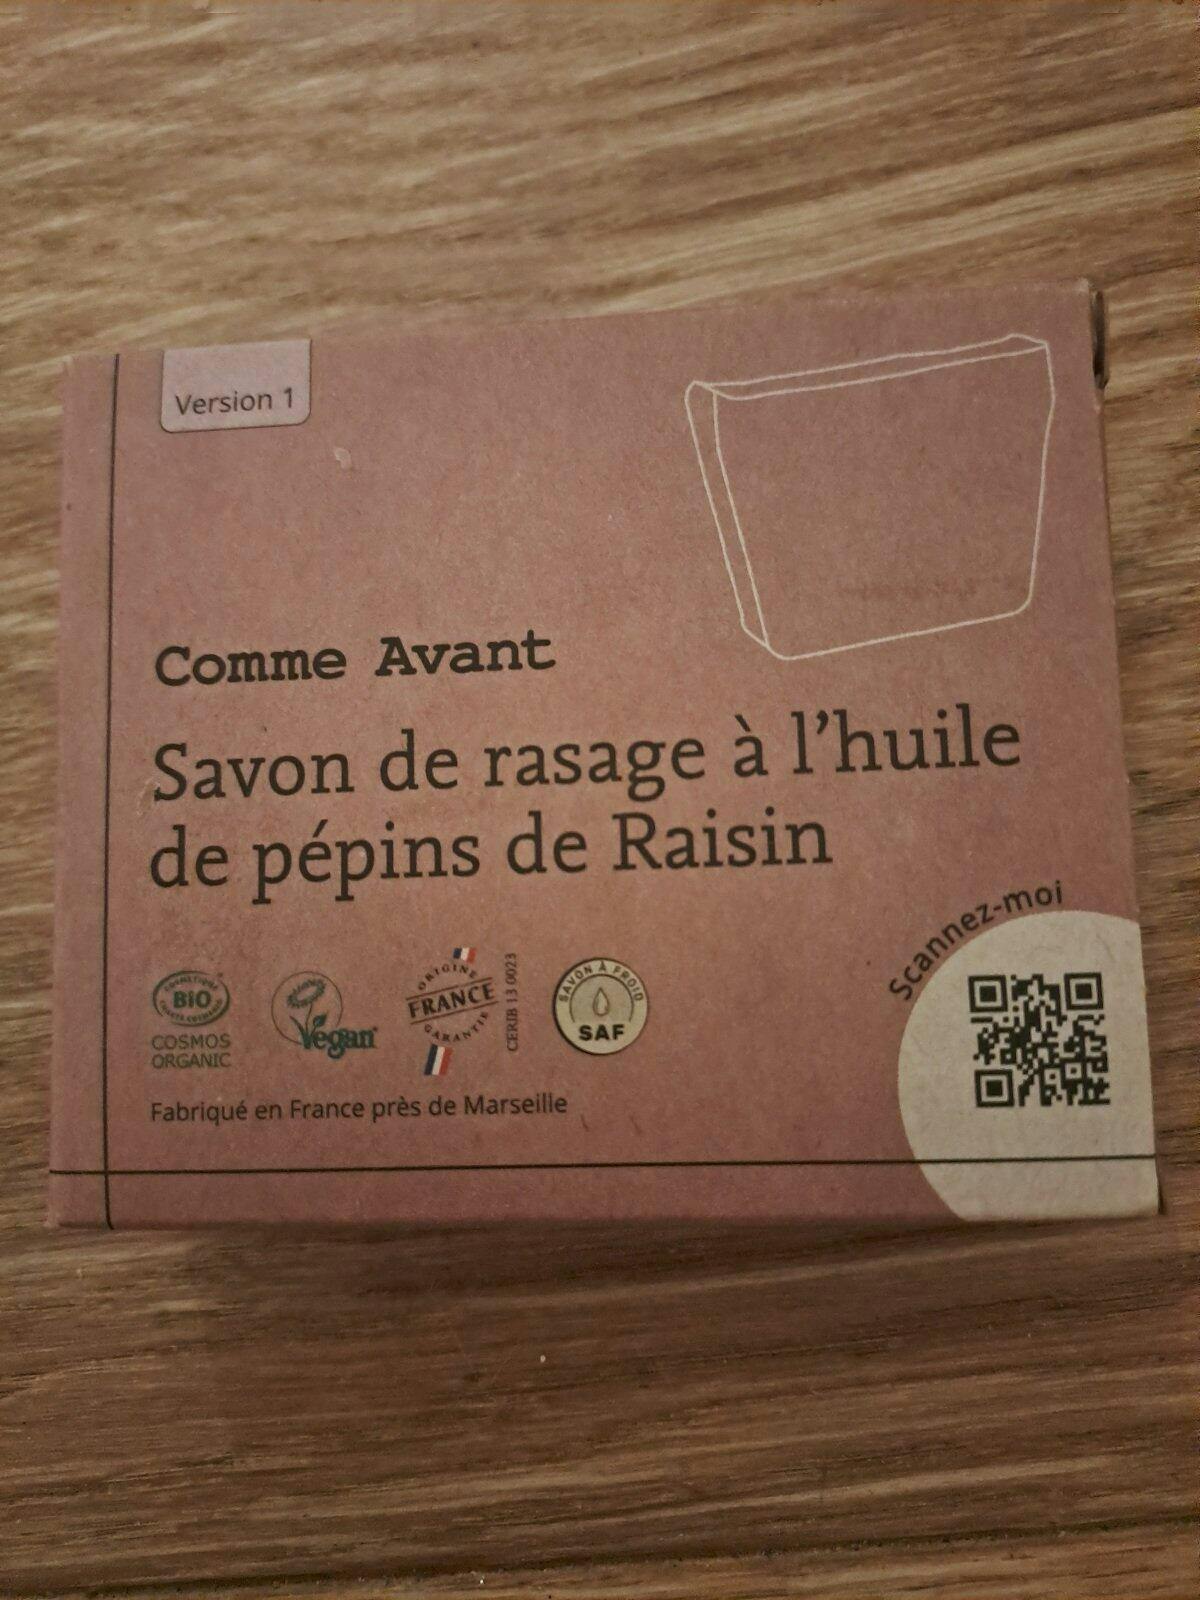 Version 1
Comme Avant
Savon de rasage à l'huile
de pépins de Raisin
Scannez-moi
COSMÉTIQUE
BIO
COSMOS
ORGANIC
Vegan
ORIGINE
FRANCE
GARANTIE
CERIB 13 0023
SAVON À FROID
SAF
Fabriqué en France près de Marseille